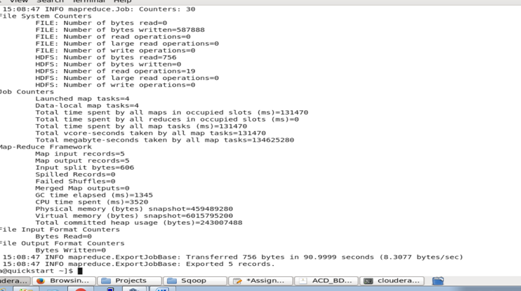 View Search Terminal Help
15:08:47 INFO mapreduce.Job: Counters: 30
File System Counters
FILE: Number of bytes read=0
FILE: Number of bytes written=587888
FILE: Number of read operations=0
FILE: Number of large read operations=0
FILE: Number of write operations=0
HDFS: Number of bytes read=756
HDFS: Number of bytes written=0
HDFS: Number of read operations=19
HDFS: Number of large read operations=0
HDFS: Number of write operations=0
Job Counters
Launched map tasks=4
Data-local map tasks=4
Total time spent by all maps in occupied slots (ms)=131470
Total time spent by all reduces in occupied slots (ms)=0
Total time spent by all map tasks (ms)=131470
Total vcore-seconds taken by all map tasks=131470
Total megabyte-seconds taken by all map tasks=134625280
Map-Reduce Framework
Map input records=5
Map output records=5
Input split bytes=606
Spilled Records=0
Failed Shuffles=0
Merged Map outputs=0
GC time elapsed (ms)=1345
CPU time spent (ms)=3520
Physical memory (bytes) snapshot=459489280
Virtual memory (bytes) snapshot=6015795200
Total committed heap usage (bytes)=243007488
File Input Format Counters
Bytes Read=0
File Output Format Counters
Bytes Written=0
15:08:47 INFO mapreduce.ExportJobBase: Transferred 756 bytes in 90.9999 seconds (8.3077 bytes/sec)
15:08:47 INFO mapreduce.ExportJobBase: Exported 5 records.
a@quickstart ~]$
udera... Browsin... Projects Sqoop *Assign... ACD_BD... cloudera...